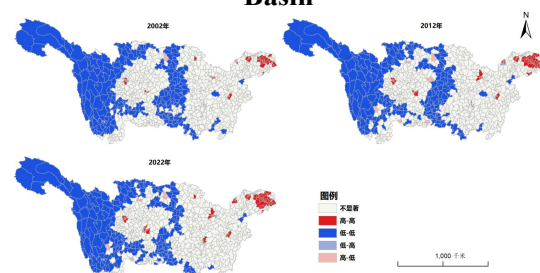 Basin
2002年
2012年
N
2022年
图例
不显著
高-高
低-低
低-高
高-低
1,000 千米